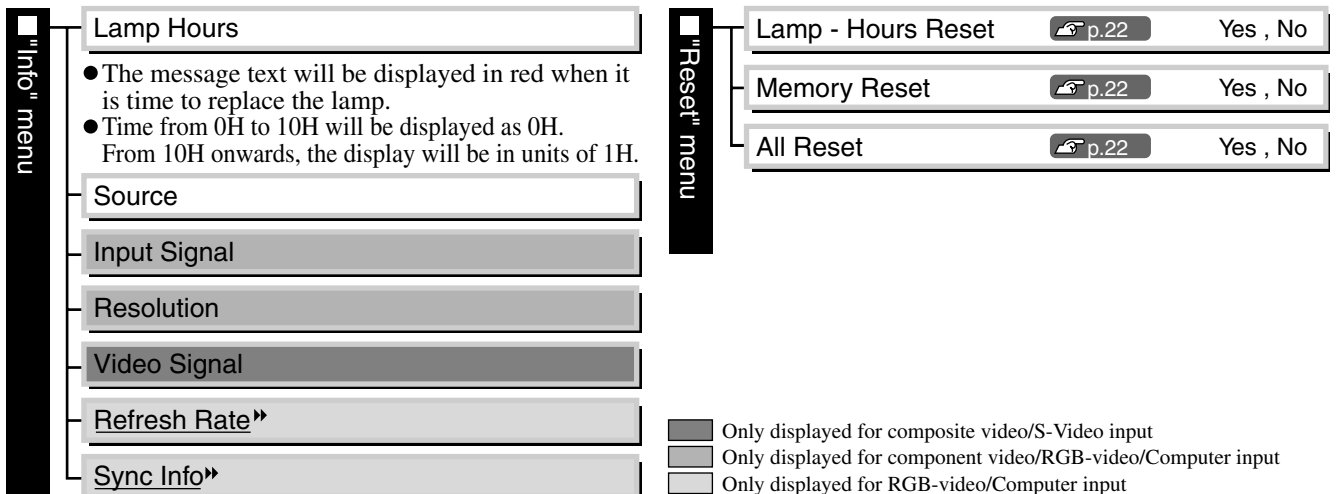 ■"Info" menu
Lamp Hours
●The message text will be displayed in red when it
is time to replace the lamp.
●Time from 0H to 10H will be displayed as 0H.
From 10H onwards, the display will be in units of 1H.
Source
Input Signal
Resolution
Video Signal
Refresh Rate
Sync Info
■"Reset" menu
Lamp - Hours Reset p.22 Yes , No
Memory Reset p.22 Yes , No
All Reset p.22 Yes , No
Only displayed for composite video/S-Video input
Only displayed for component video/RGB-video/Computer input
Only displayed for RGB-video/Computer input